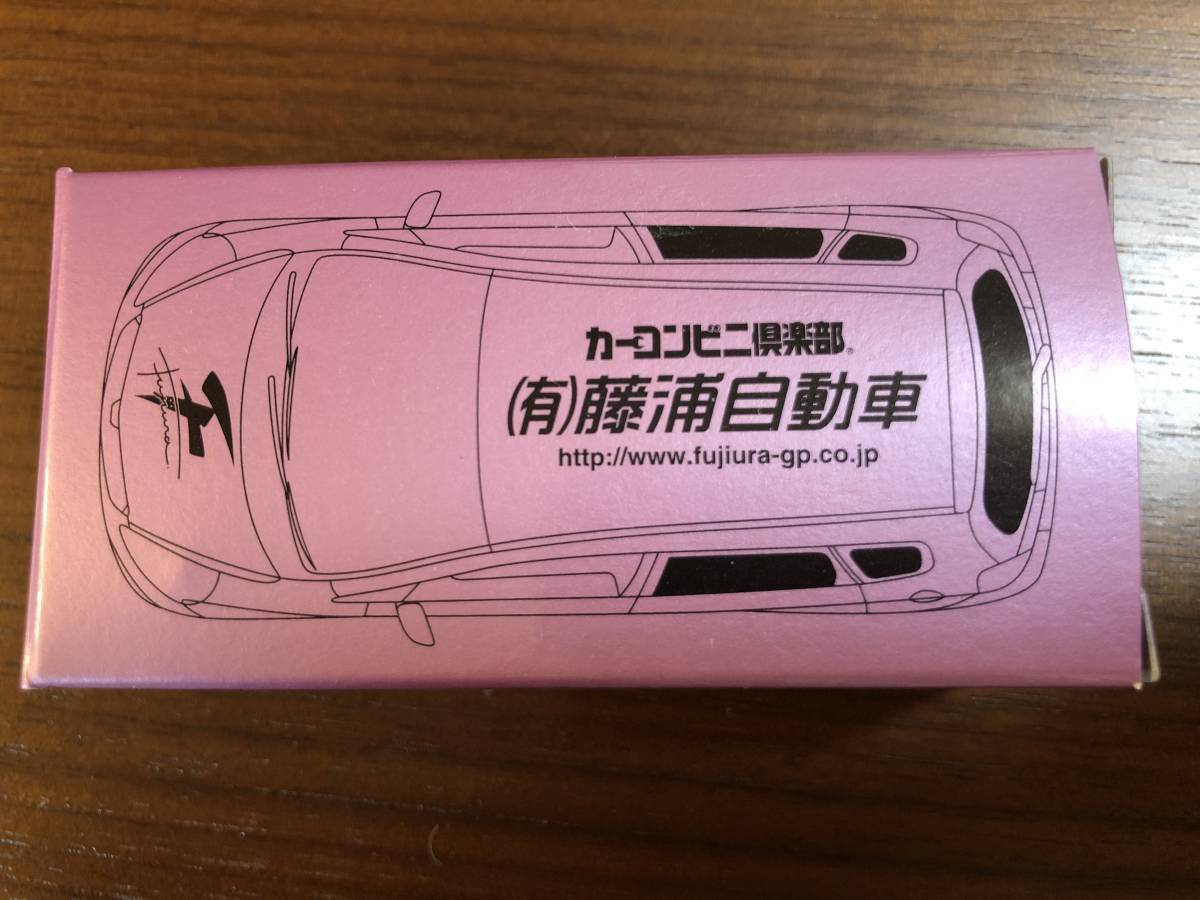 カーコンビニ倶楽部®
(有)藤浦自動車
http://www.fujiura-gp.co.jp